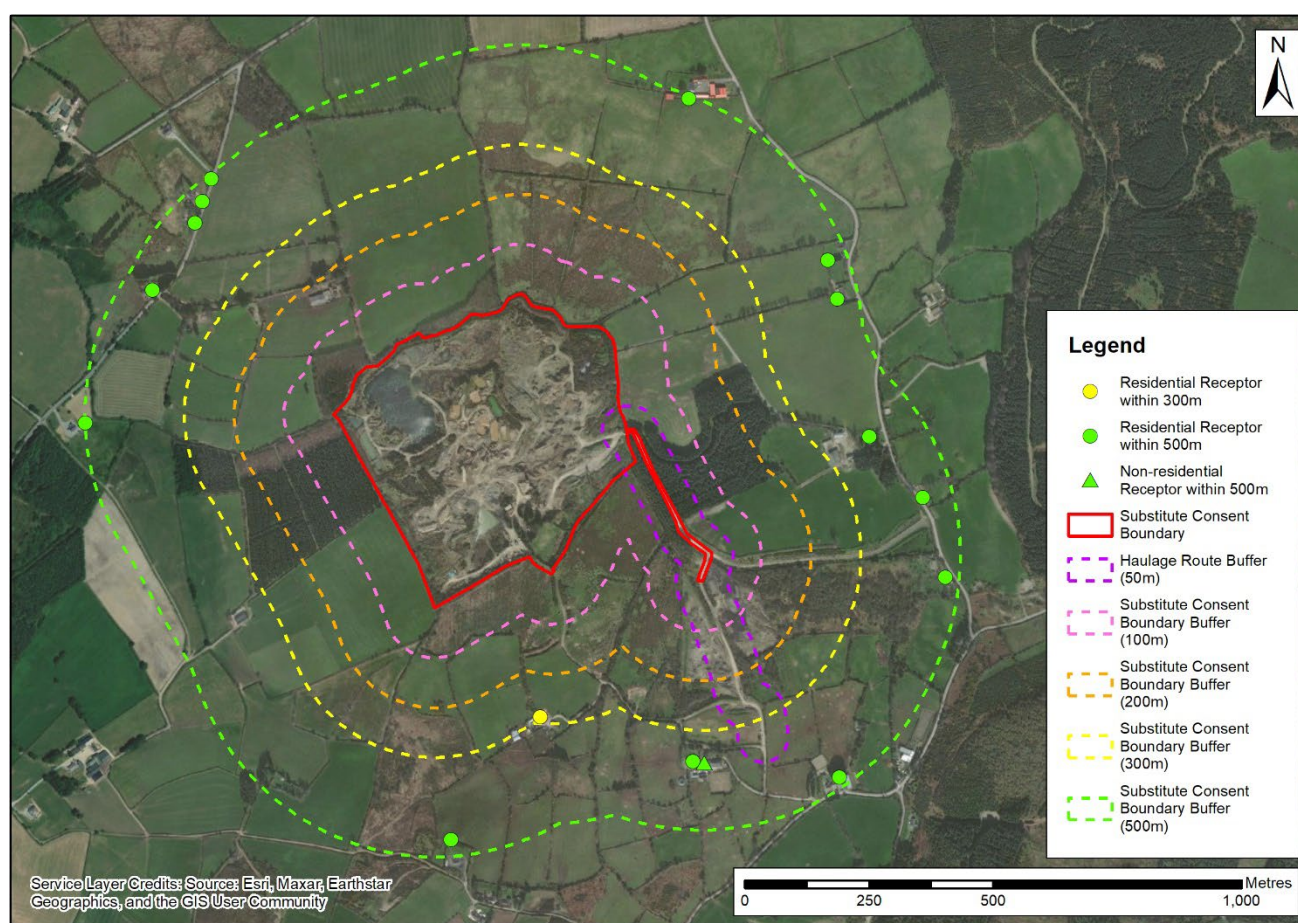 N
Legend
Residential Receptor
within 300m
Residential Receptor
within 500m
Non-residential
Receptor within 500m
Substitute Consent
Boundary
Haulage Route Buffer
(50m)
Substitute Consent
Boundary Buffer
(100m)
Substitute Consent
Boundary Buffer
(200m)
Substitute Consent
Boundary Buffer
(300m)
Substitute Consent
Boundary Buffer
(500m)
Service Layer Credits: Source: Esri, Maxar, Earthstar
Geographics, and the GIS User Community
Metres
0 250 500 1,000